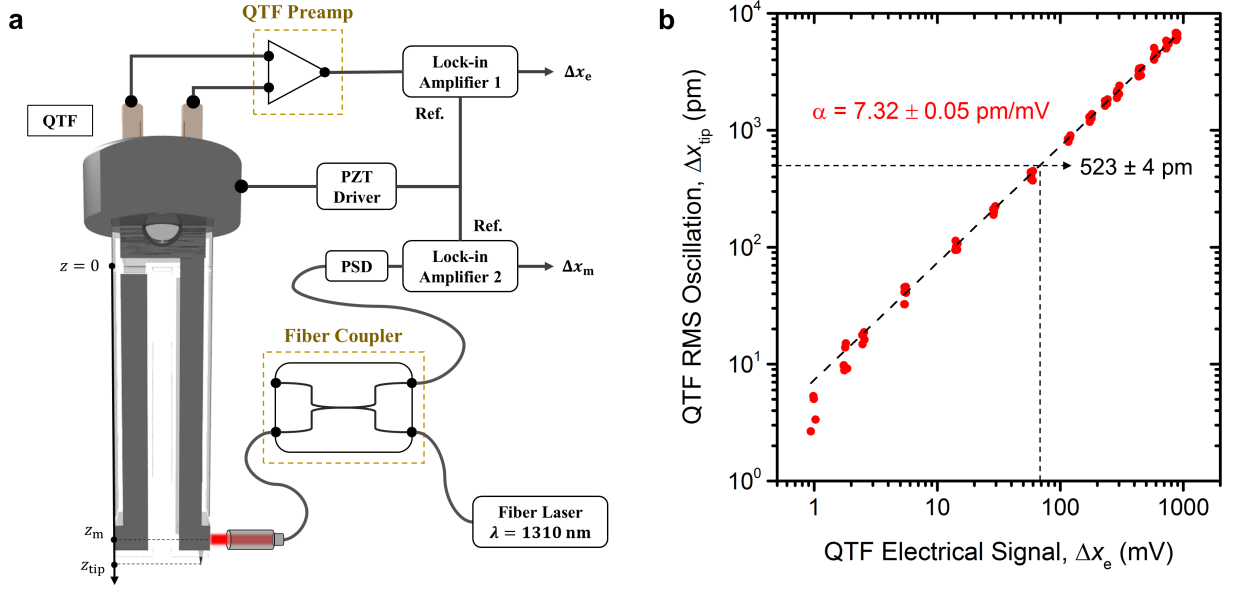 a
QTF Preamp
Lock-in
Amplifier 1
Δxₑ
QTF
Ref.
PZT
Driver
Ref.
z = 0
PSD
Lock-in
Amplifier 2
Δxₘ
Fiber Coupler
Fiber Laser
λ = 1310 nm
zₘ
z_tip
b
QTF RMS Oscillation, Δx_tip (pm)
10⁴
10³
10²
10¹
10⁰
α = 7.32 ± 0.05 pm/mV
523 ± 4 pm
1
10
100
1000
QTF Electrical Signal, Δxₑ (mV)